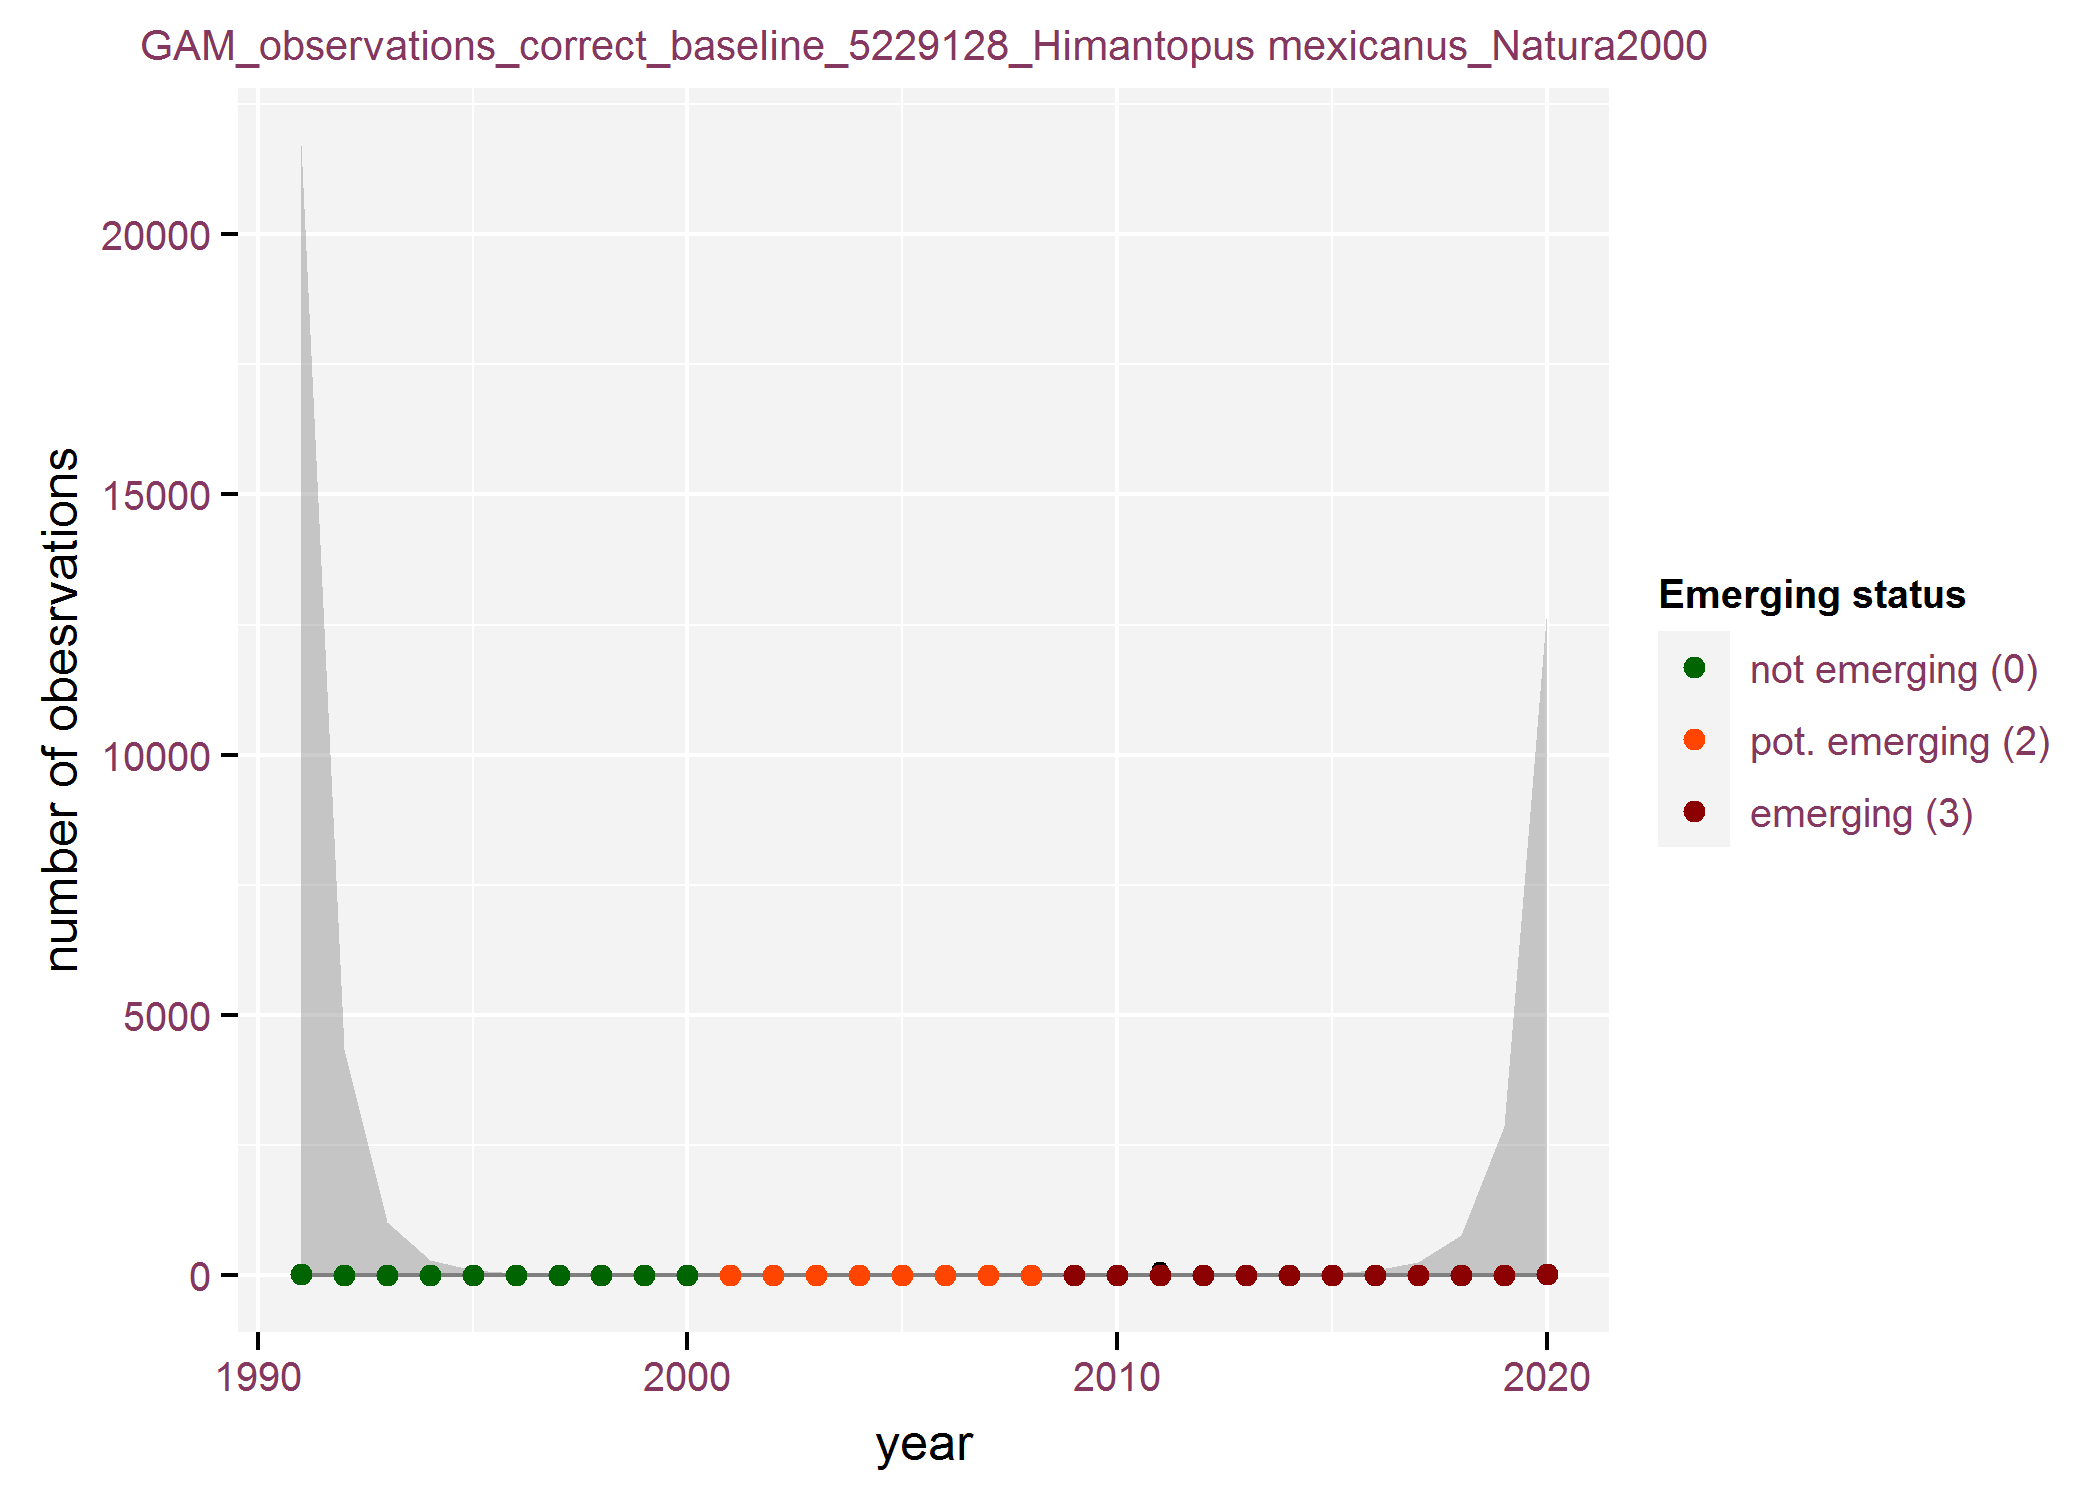 GAM_observations_correct_baseline_5229128_Himantopus mexicanus_Natura2000
number of obesrvations
20000
15000
10000
5000
0
1990
2000
2010
2020
year
Emerging status
not emerging (0)
pot. emerging (2)
emerging (3)